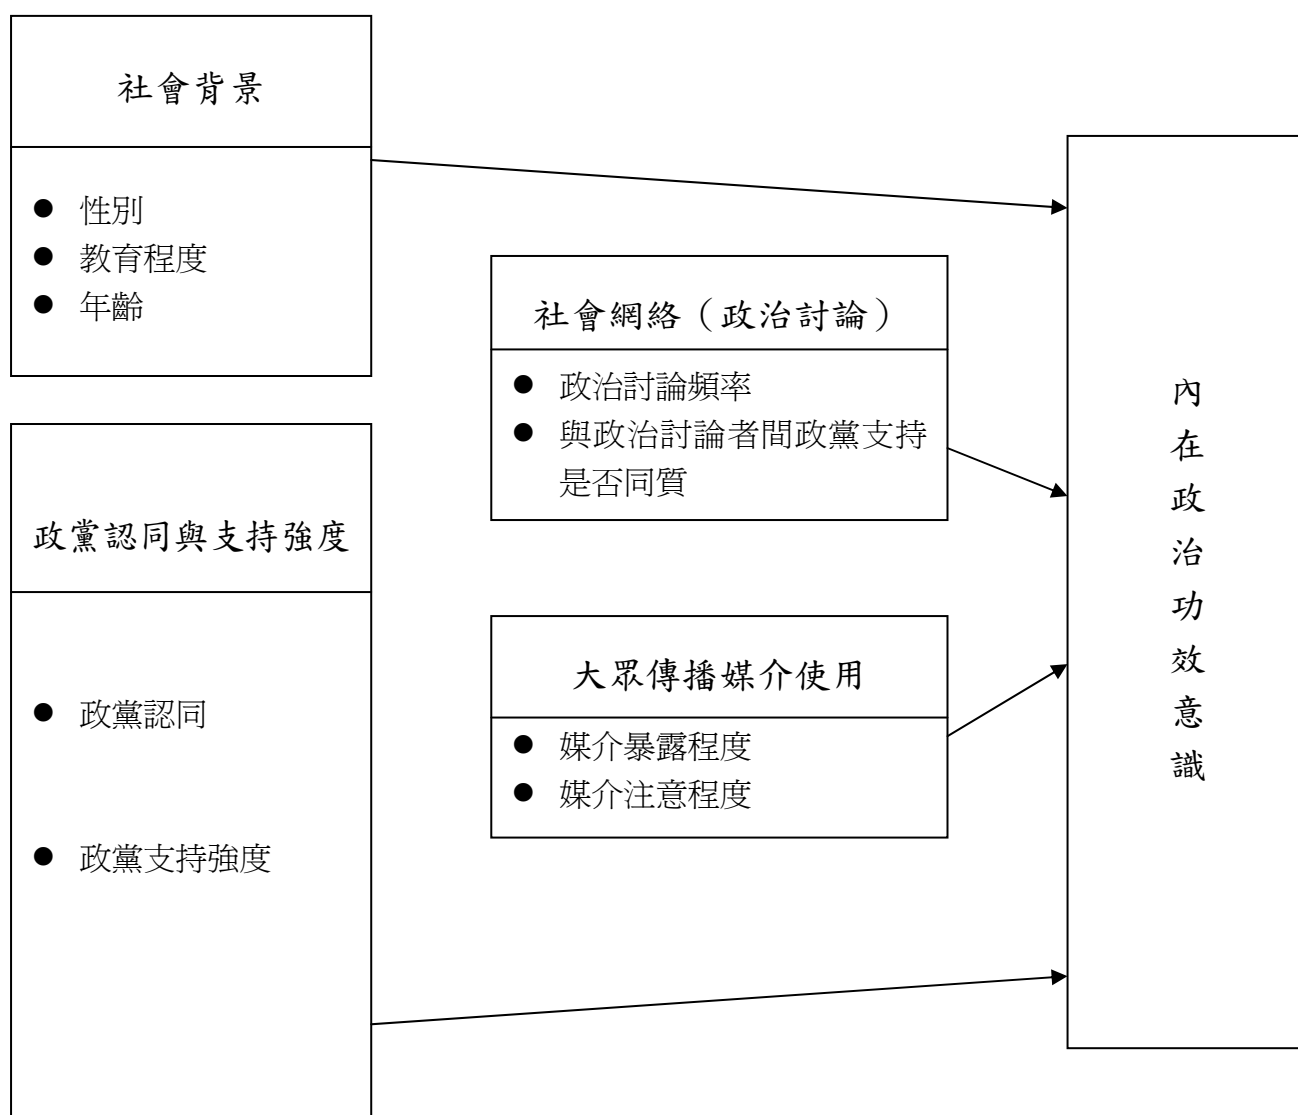 社會背景
● 性別
● 教育程度
● 年齡
社會網絡（政治討論）
● 政治討論頻率
● 與政治討論者間政黨支持
是否同質
政黨認同與支持強度
● 政黨認同
● 政黨支持強度
大眾傳播媒介使用
● 媒介暴露程度
● 媒介注意程度
內在政治功效意識